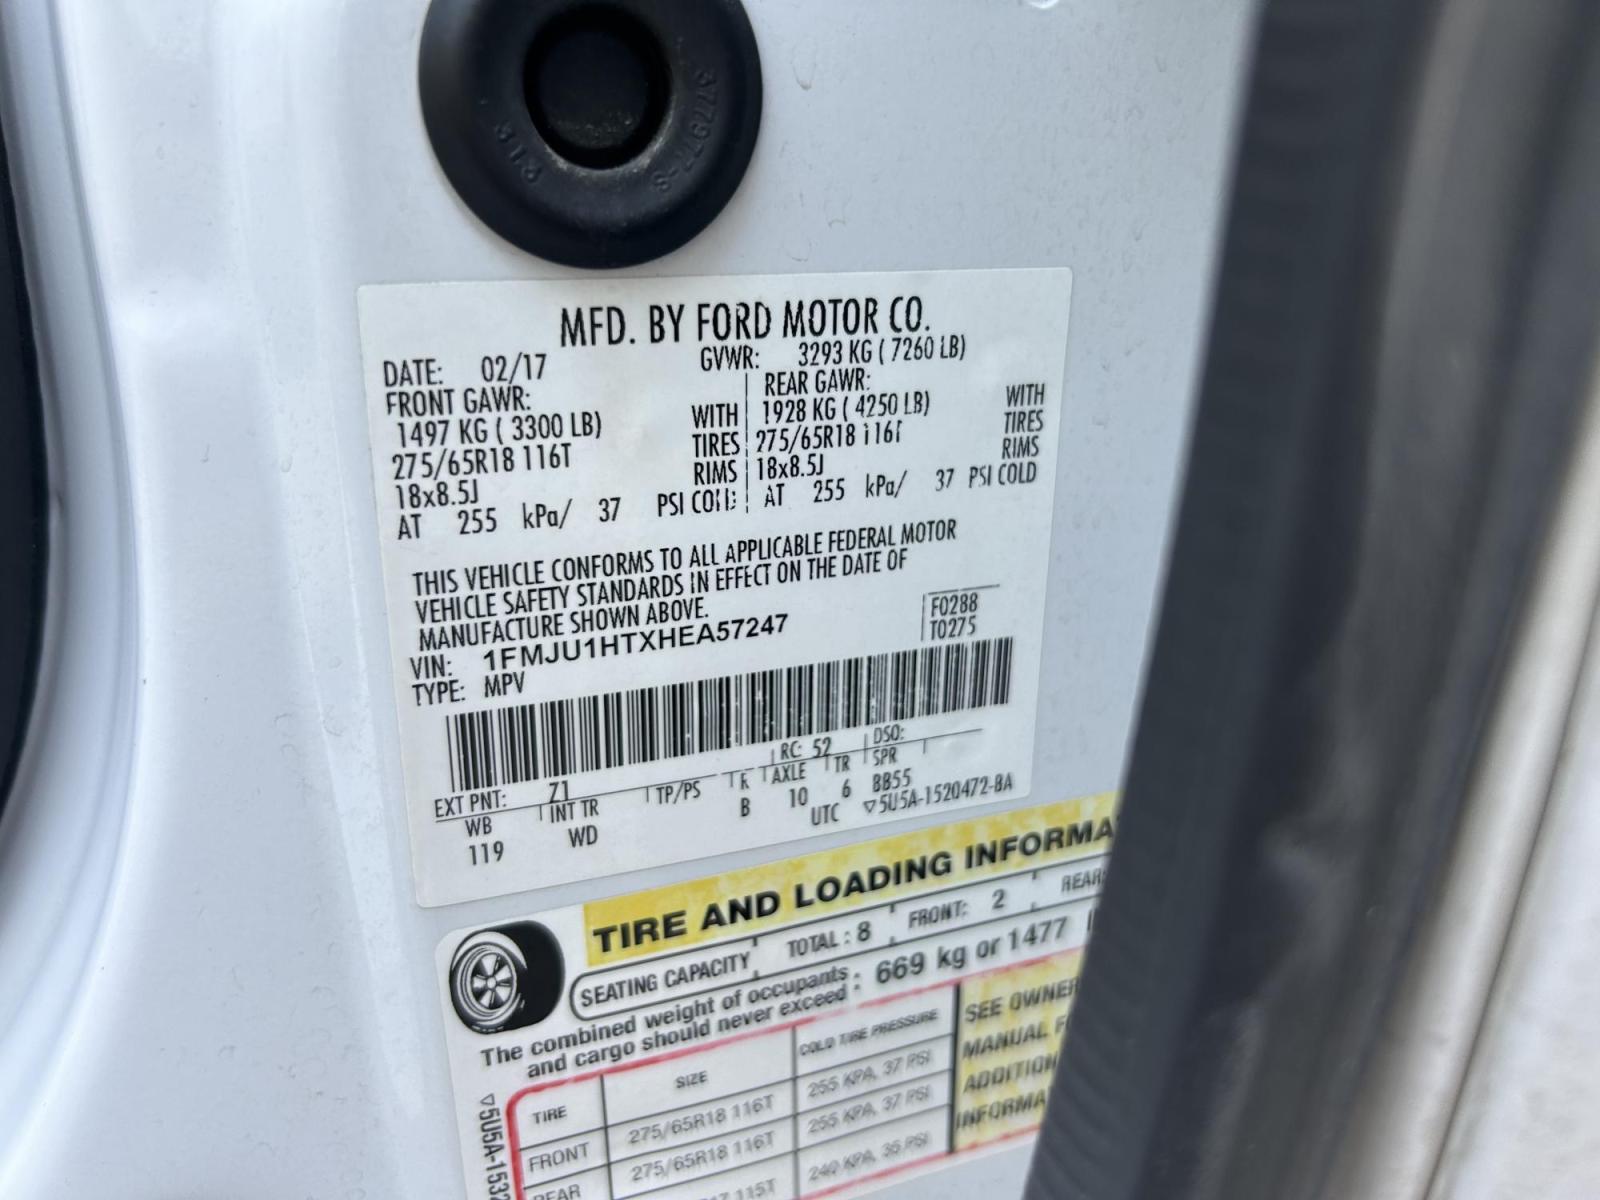 MFD. BY FORD MOTOR CO.
DATE: 02/17 GVWR: 3293 KG ( 7260 LB)
FRONT GAWR: REAR GAWR:
1497 KG ( 3300 LB) WITH 1928 KG ( 4250 LB) WITH
275/65R18 116T TIRES 275/65R18 116T TIRES
18x8.5J RIMS 18x8.5J RIMS
AT 255 kPa/ 37 PSI COLD AT 255 kPa/ 37 PSI COLD
THIS VEHICLE CONFORMS TO ALL APPLICABLE FEDERAL MOTOR
VEHICLE SAFETY STANDARDS IN EFFECT ON THE DATE OF
MANUFACTURE SHOWN ABOVE.
F0288
T0275
VIN: 1FMJU1HTXHEA57247
TYPE: MPV
EXT PNT: Z1 RC: 52 DSO:
WB INT TR TP/PS R AXLE TR SPR
119 WD B 10 6 BB55
UTC ▽5U5A-1520472-BA
TIRE AND LOADING INFORMA
SEATING CAPACITY TOTAL : 8 FRONT: 2 REAR:
The combined weight of occupants
and cargo should never exceed : 669 kg or 1477
TIRE SIZE COLD TIRE PRESSURE
FRONT 275/65R18 116T 255 KPA, 37 PSI
REAR 275/65R18 116T 255 KPA, 37 PSI
115T 240 KPA, 35 PSI
SEE OWNER
MANUAL F
ADDITION
INFORMA
▽5U5A-153